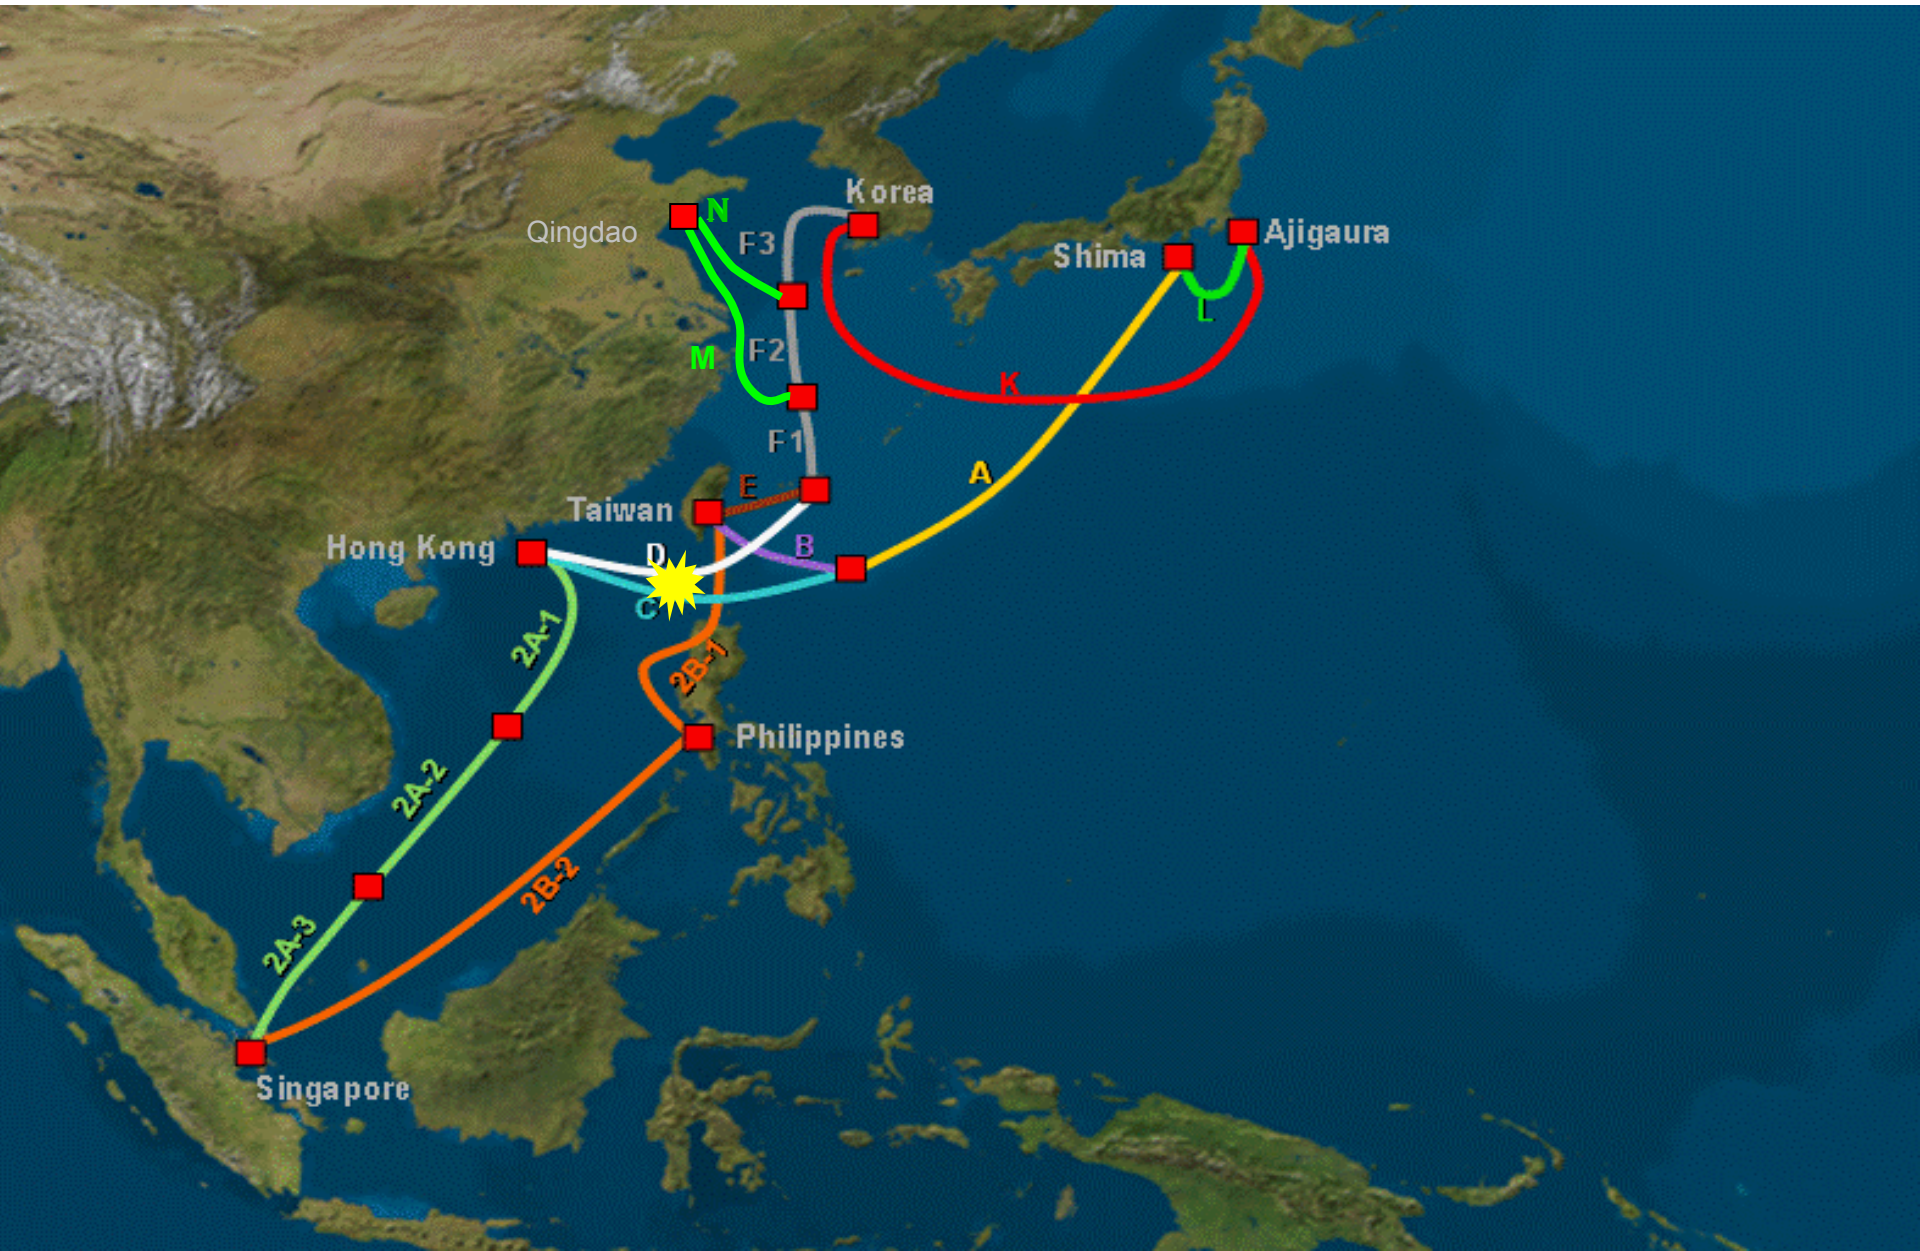 Korea
N
Qingdao
F3
Ajigaura
Shima
L
M
F2
K
F1
A
E
Taiwan
Hong Kong
D
B
C
2A-1
2B-1
Philippines
2A-2
2B-2
2A-3
Singapore